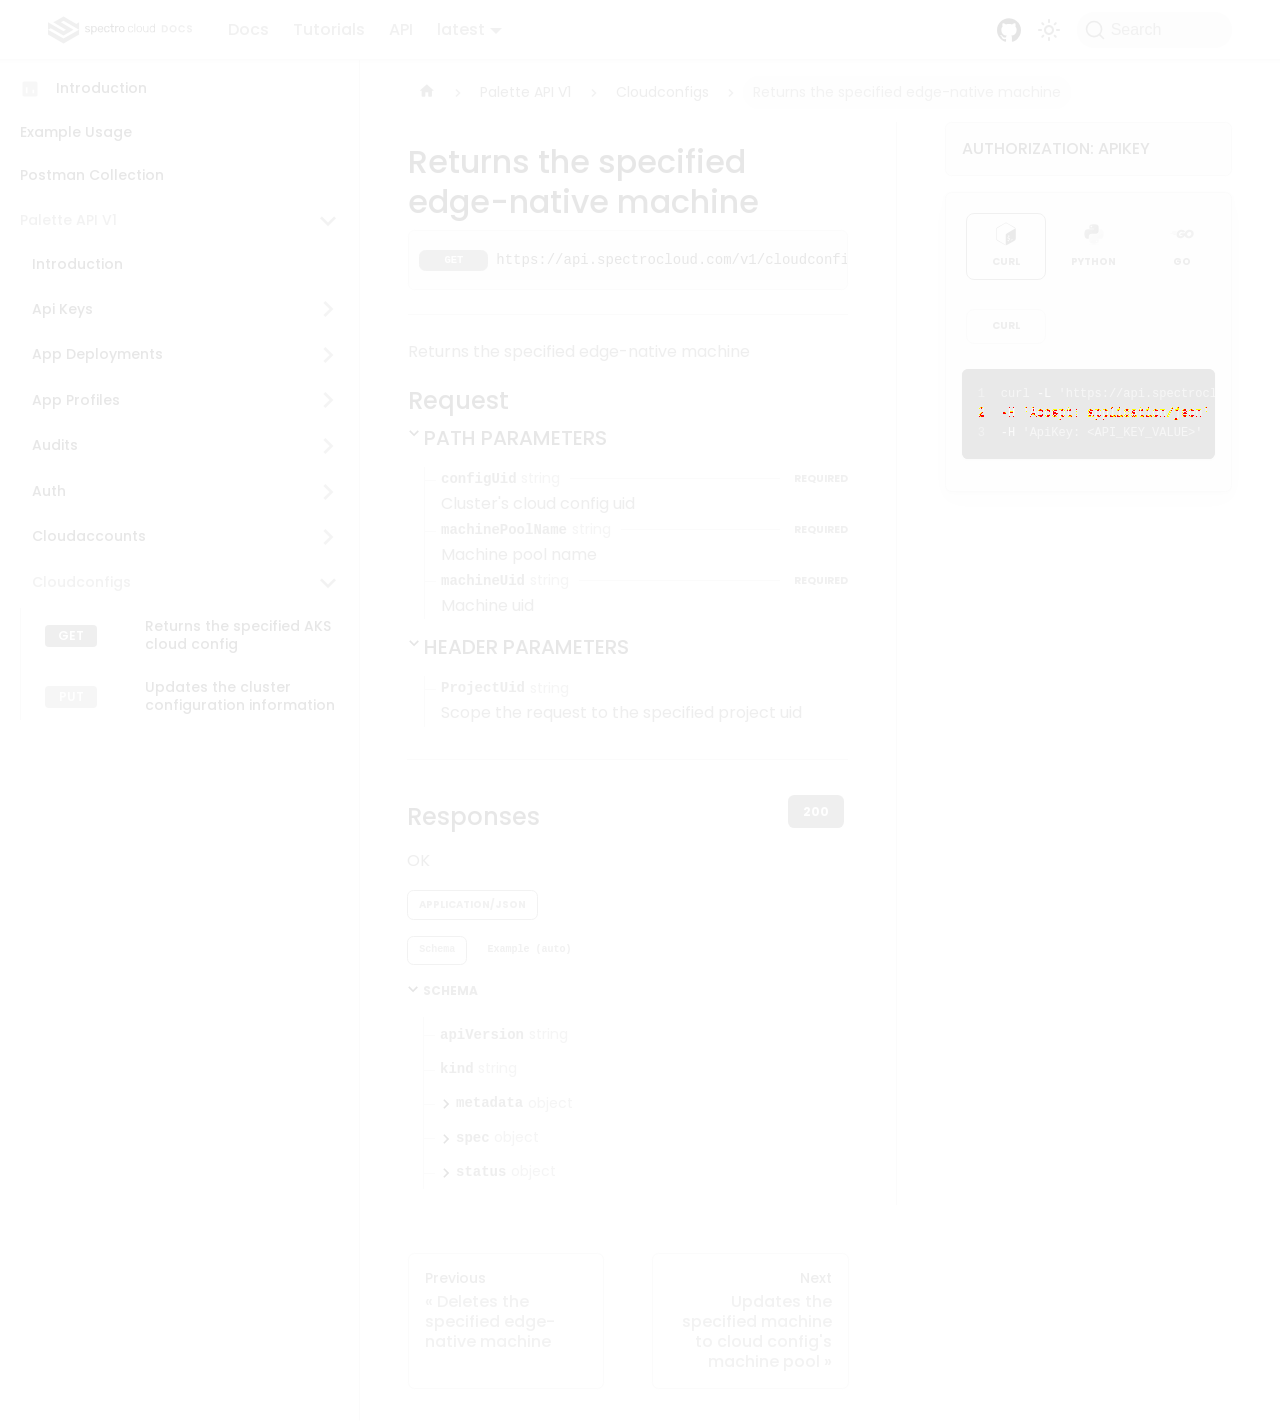 spectro cloud DOCS
Docs
Tutorials
API
latest
Search
Introduction
Example Usage
Postman Collection
Palette API V1
Introduction
Api Keys
App Deployments
App Profiles
Audits
Auth
Cloudaccounts
Cloudconfigs
GET Returns the specified AKS
cloud config
PUT Updates the cluster
configuration information
Palette API V1
Cloudconfigs
Returns the specified edge-native machine
Returns the specified
edge-native machine
GET https://api.spectrocloud.com/v1/cloudconfi
Returns the specified edge-native machine
Request
PATH PARAMETERS
configUid string REQUIRED
Cluster's cloud config uid
machinePoolName string REQUIRED
Machine pool name
machineUid string REQUIRED
Machine uid
HEADER PARAMETERS
ProjectUid string
Scope the request to the specified project uid
Responses
200
OK
APPLICATION/JSON
Schema
Example (auto)
SCHEMA
apiVersion string
kind string
metadata object
spec object
status object
Previous
« Deletes the
specified edge-
native machine
Next
Updates the
specified machine
to cloud config's
machine pool »
AUTHORIZATION: APIKEY
CURL
PYTHON
GO
GO
CURL
1 curl -L 'https://api.spectrocl
2 -H 'Accept: application/json'
3 -H 'ApiKey: <API_KEY_VALUE>'